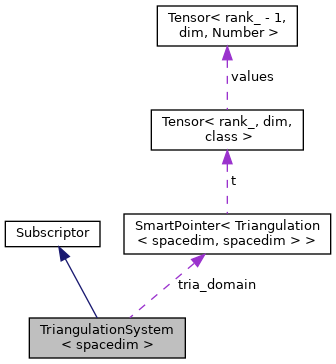 Tensor< rank_ - 1,
dim, Number >
values
Tensor< rank_, dim,
class >
t
Subscriptor
SmartPointer< Triangulation
< spacedim, spacedim > >
tria_domain
TriangulationSystem
< spacedim >